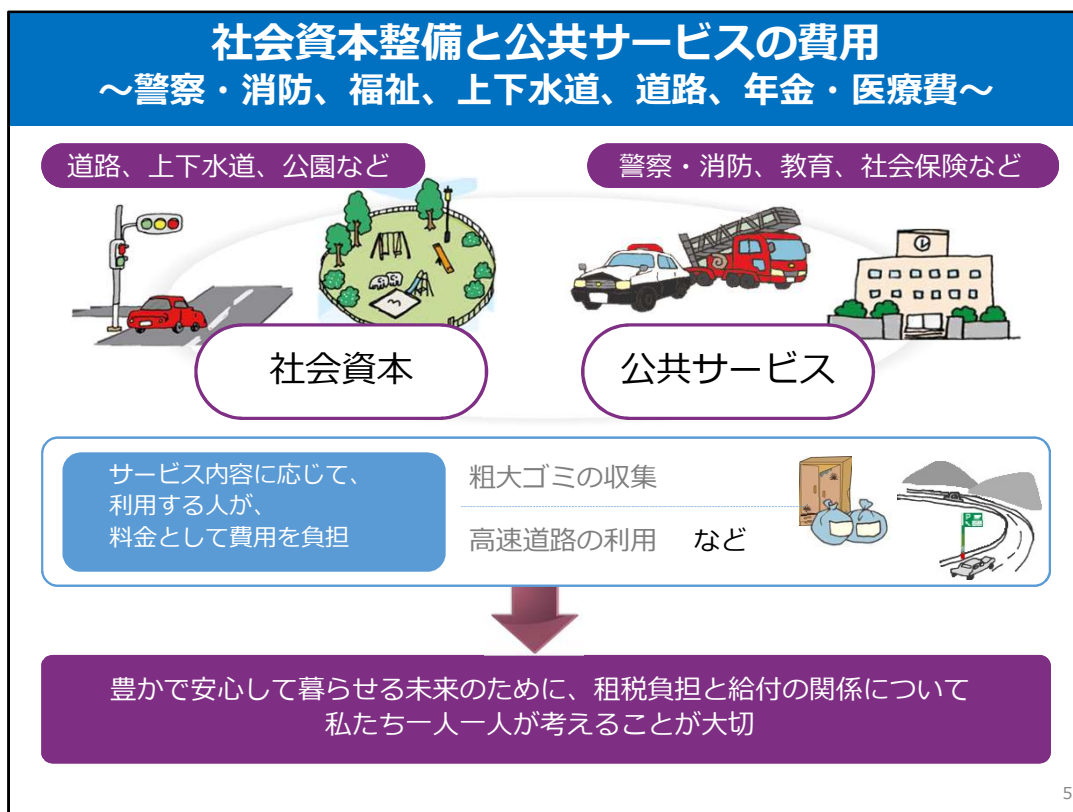 社会資本整備と公共サービスの費用
～警察・消防、福祉、上下水道、道路、年金・医療費～
道路、上下水道、公園など
警察・消防、教育、社会保険など
社会資本
公共サービス
サービス内容に応じて、
利用する人が、
料金として費用を負担
粗大ゴミの収集
高速道路の利用　など
豊かで安心して暮らせる未来のために、租税負担と給付の関係について
私たち一人一人が考えることが大切
5